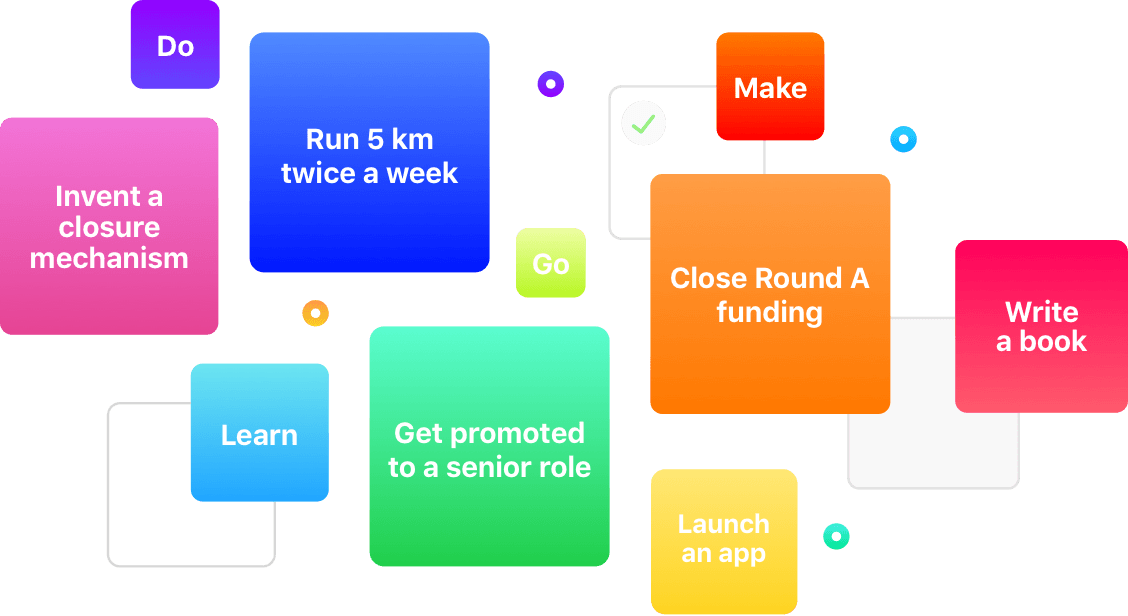 Do
Run 5 km
twice a week
Make
Invent a
closure
mechanism
Go
Close Round A
funding
Write
a book
Learn
Get promoted
to a senior role
Launch
an app